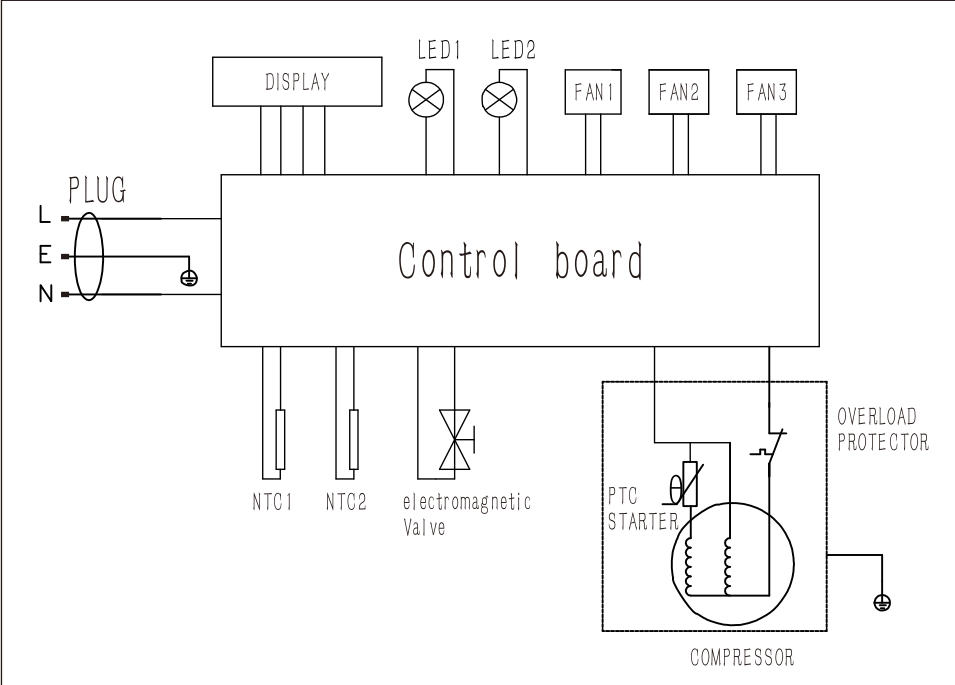 LED1 LED2
DISPLAY
FAN1 FAN2 FAN3
PLUG
L
E
N
Control board
OVERLOAD
PROTECTOR
NTC1 NTC2
electromagnetic
Valve
θ
PTC
STARTER
COMPRESSOR